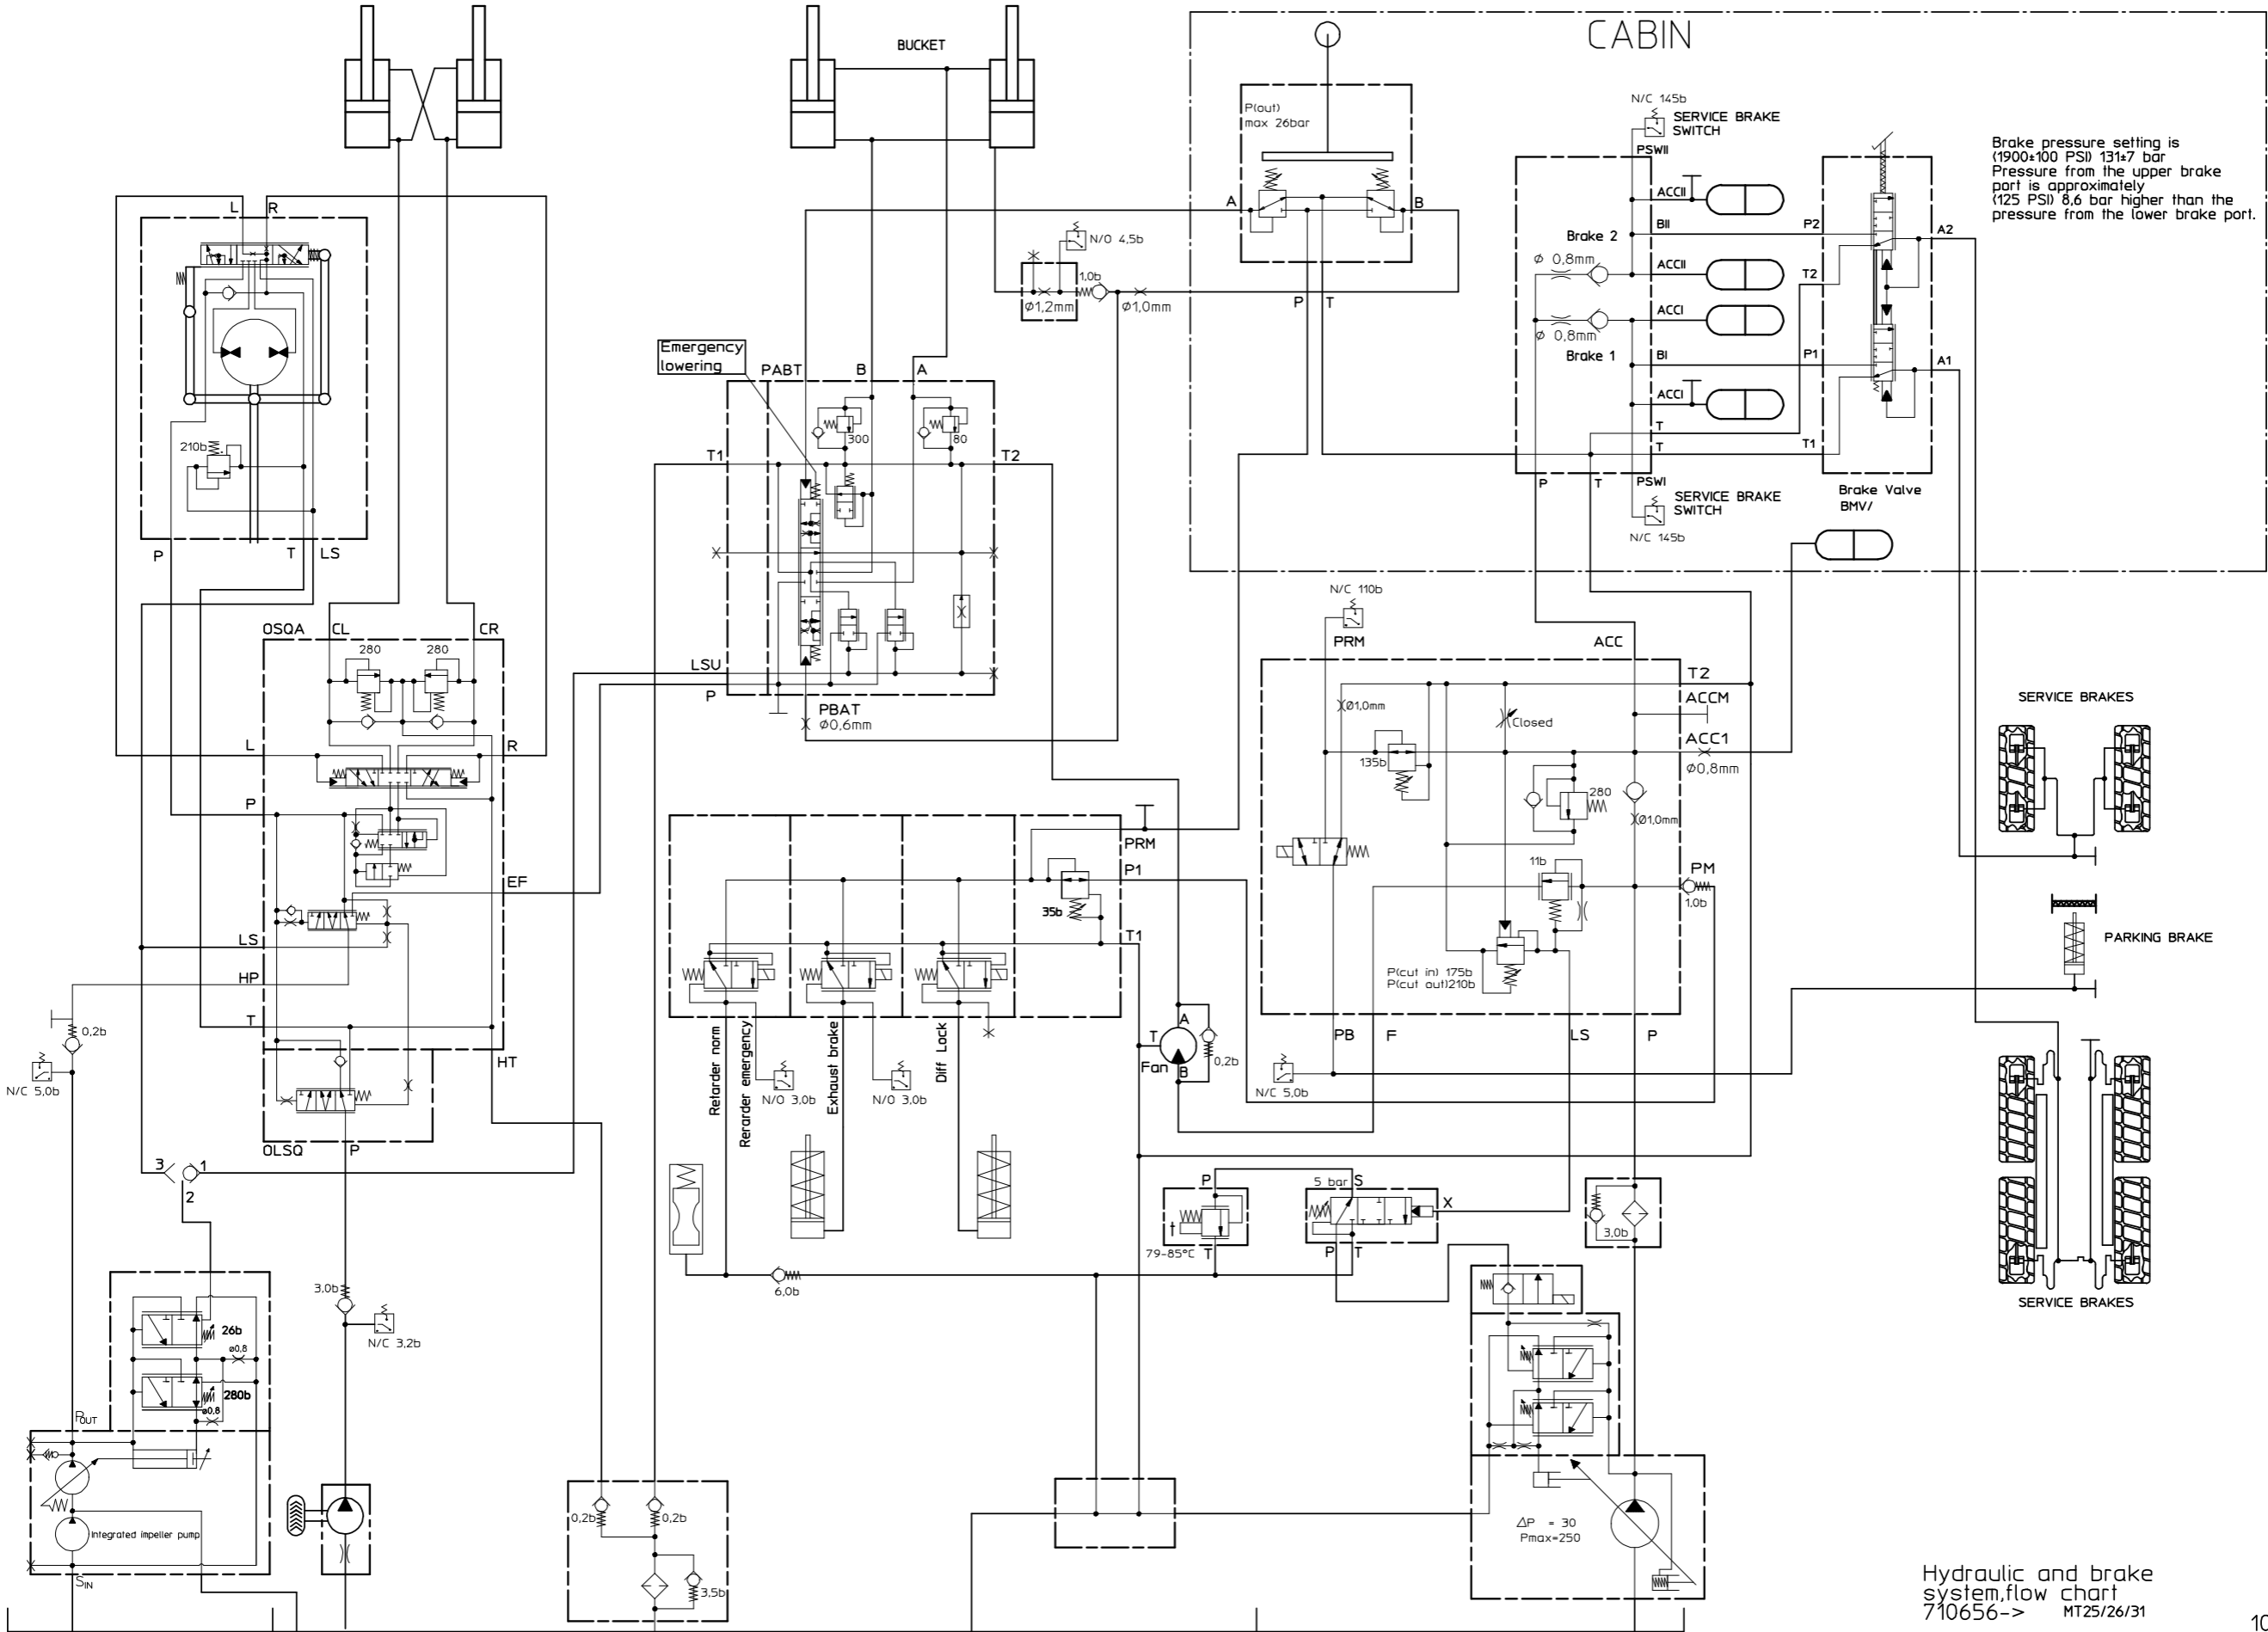 BUCKET
CABIN
P(out)
max 26bar
N/C 145b
SERVICE BRAKE
SWITCH
PSWII
Brake pressure setting is
(1900±100 PSI) 131±7 bar
Pressure from the upper brake
port is approximately
(125 PSI) 8,6 bar higher than the
pressure from the lower brake port.
L
R
A
B
N/O 4,5b
1,0b
Ø1,2mm
Ø1,0mm
P
T
ACCII
BII
P2
A2
Brake 2
Ø 0,8mm
ACCII
T2
ACCI
Ø 0,8mm
Brake 1
BI
P1
A1
ACCI
T
T
T1
P
T
PSWI
SERVICE BRAKE
SWITCH
N/C 145b
Brake Valve
BMV/
210b
P
T
LS
Emergency
lowering
PABT
B
A
300
80
T1
T2
LSU
P
PBAT
Ø0,6mm
OSQA
CL
CR
280
280
L
R
P
EF
LS
HP
T
HT
OLSQ
P
0,2b
N/C 5,0b
3
1
2
N/C 110b
PRM
ACC
T2
ACCM
Ø1,0mm
Closed
ACC1
Ø0,8mm
135b
280
Ø1,0mm
11b
PM
1,0b
P(cut in) 175b
P(cut out)210b
PB
F
LS
P
N/C 5,0b
SERVICE BRAKES
PARKING BRAKE
SERVICE BRAKES
PRM
P1
35b
T1
Retarder norm
Rerarder emergency
N/O 3,0b
Exhaust brake
N/O 3,0b
Diff Lock
T
A
Fan
B
0,2b
P
79-85°C
T
5 bar
S
X
P
T
3,0b
6,0b
3,0b
N/C 3,2b
26b
ø0,8
280b
ø0,8
POUT
Integrated impeller pump
SIN
0,2b
0,2b
3,5b
ΔP = 30
Pmax=250
Hydraulic and brake
system,flow chart
710656-> MT25/26/31
10